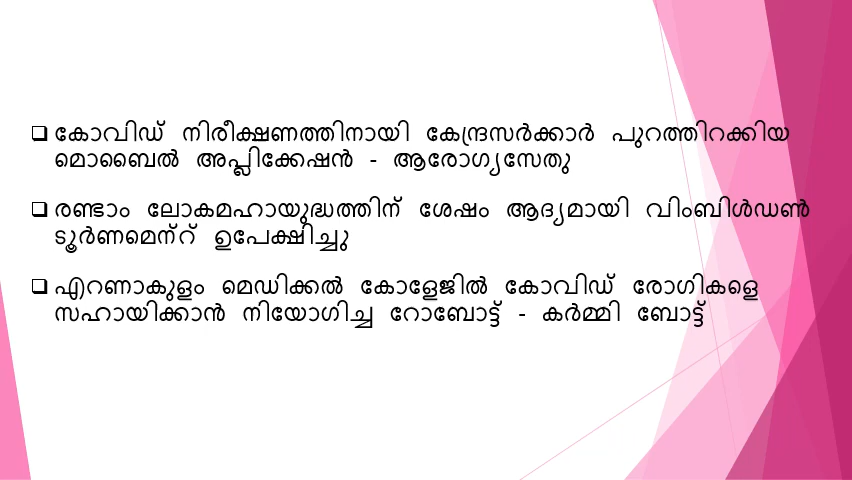 കോവിഡ് നിരീക്ഷണത്തിനായി കേന്ദ്രസർക്കാർ പുറത്തിറക്കിയ
മൊബൈൽ അപ്ലിക്കേഷൻ - ആരോഗ്യസേതു
രണ്ടാം ലോകമഹായുദ്ധത്തിന് ശേഷം ആദ്യമായി വിംബിൾഡൺ
ടൂർണമെന്റ് ഉപേക്ഷിച്ചു
എറണാകുളം മെഡിക്കൽ കോളേജിൽ കോവിഡ് രോഗികളെ
സഹായിക്കാൻ നിയോഗിച്ച റോബോട്ട് - കർമ്മി ബോട്ട്